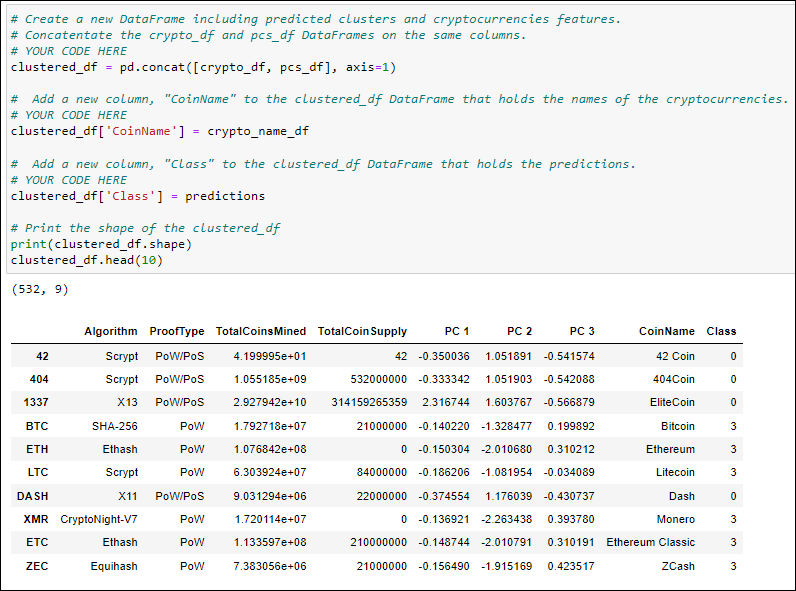 # Create a new DataFrame including predicted clusters and cryptocurrencies features.
# Concatentate the crypto_df and pcs_df DataFrames on the same columns.
# YOUR CODE HERE
clustered_df = pd.concat([crypto_df, pcs_df], axis=1)
#  Add a new column, "CoinName" to the clustered_df DataFrame that holds the names of the cryptocurrencies.
# YOUR CODE HERE
clustered_df['CoinName'] = crypto_name_df
#  Add a new column, "Class" to the clustered_df DataFrame that holds the predictions.
# YOUR CODE HERE
clustered_df['Class'] = predictions
# Print the shape of the clustered_df
print(clustered_df.shape)
clustered_df.head(10)
(532, 9)
Algorithm ProofType TotalCoinsMined TotalCoinSupply PC 1 PC 2 PC 3 CoinName Class
42 Scrypt PoW/PoS 4.199995e+01 42 -0.350036 1.051891 -0.541574 42 Coin 0
404 Scrypt PoW/PoS 1.055185e+09 532000000 -0.333342 1.051903 -0.542088 404Coin 0
1337 X13 PoW/PoS 2.927942e+10 314159265359 2.316744 1.603767 -0.566879 EliteCoin 0
BTC SHA-256 PoW 1.792718e+07 21000000 -0.140220 -1.328477 0.199892 Bitcoin 3
ETH Ethash PoW 1.076842e+08 0 -0.150304 -2.010680 0.310212 Ethereum 3
LTC Scrypt PoW 6.303924e+07 84000000 -0.186206 -1.081954 -0.034089 Litecoin 3
DASH X11 PoW/PoS 9.031294e+06 22000000 -0.374554 1.176039 -0.430737 Dash 0
XMR CryptoNight-V7 PoW 1.720114e+07 0 -0.136921 -2.263438 0.393780 Monero 3
ETC Ethash PoW 1.133597e+08 210000000 -0.148744 -2.010791 0.310191 Ethereum Classic 3
ZEC Equihash PoW 7.383056e+06 21000000 -0.156490 -1.915169 0.423517 ZCash 3